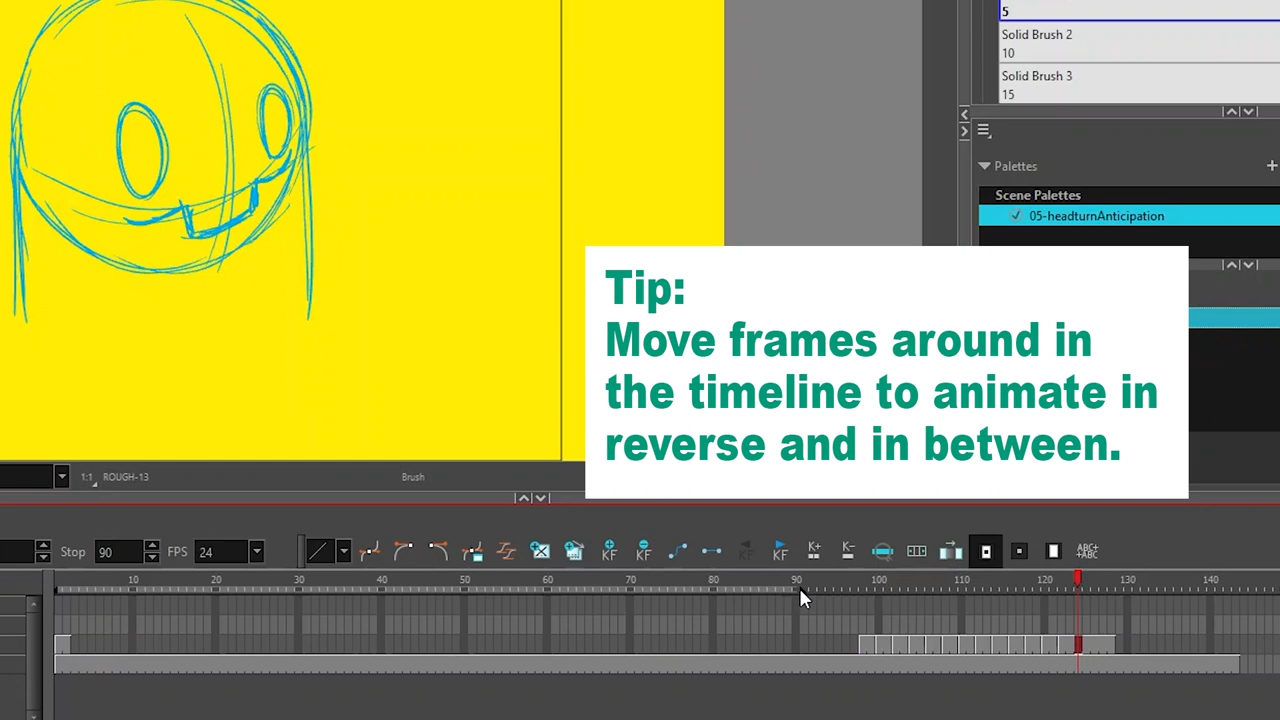 5
Solid Brush 2
10
Solid Brush 3
15
Palettes
Scene Palettes
05-headturnAnticipation
Tip:
Move frames around in
the timeline to animate in
reverse and in between.
1:1 ROUGH-13 Brush
Stop 90 FPS 24 KF KF KF KF K+ K- ABC+ +ABC
10 20 30 40 50 60 70 80 90 100 110 120 130 140